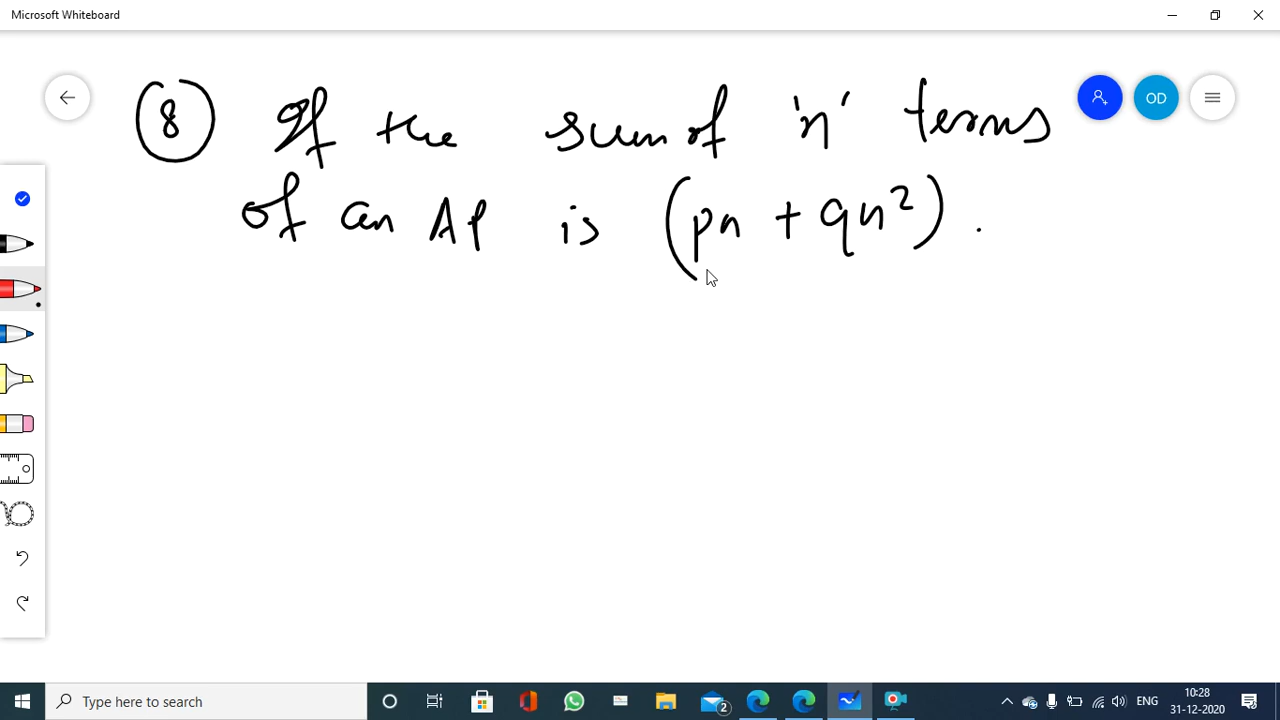 Microsoft Whiteboard
⑧ If the sum of 'n' terms
OD
of an AP is (pn + qn²).
Type here to search
2
ENG
10:28
31-12-2020